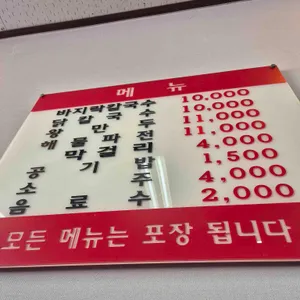 메뉴
바지락칼국수 10,000
닭칼국수 10,000
왕만두 11,000
해물파전 11,000
막걸리 4,000
공기밥 1,500
소주 4,000
음료수 2,000
모든 메뉴는 포장 됩니다